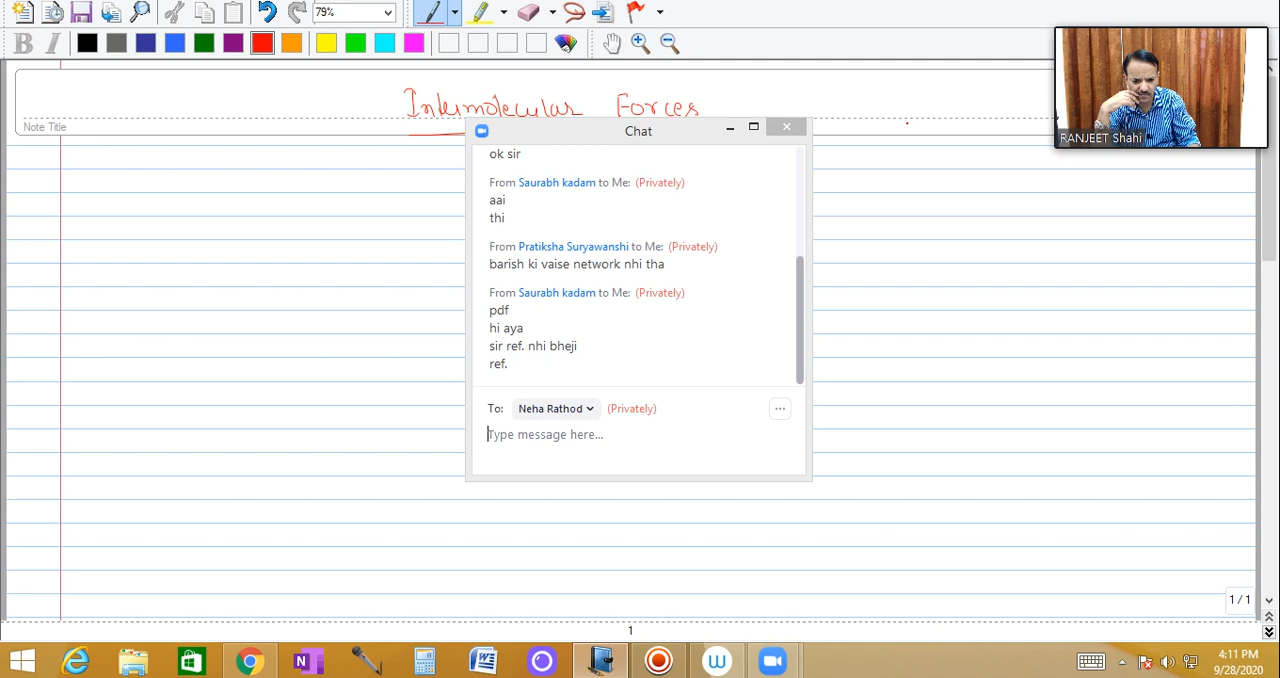 79%
B I
Intermolecular Forces
Note Title
RANJEET Shahi
Chat
ok sir
From Saurabh kadam to Me: (Privately)
aai
thi
From Pratiksha Suryawanshi to Me: (Privately)
barish ki vaise network nhi tha
From Saurabh kadam to Me: (Privately)
pdf
hi aya
sir ref. nhi bheji
ref.
To: Neha Rathod (Privately)
...
Type message here...
1 / 1
1
4:11 PM
9/28/2020